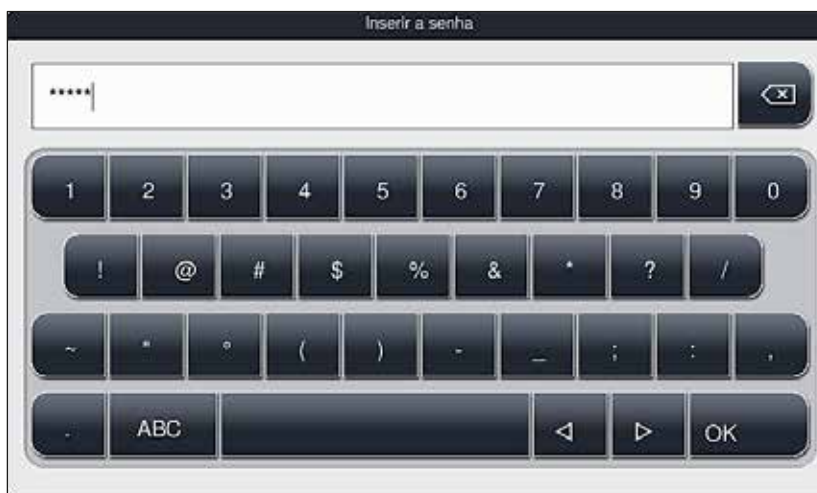 Inserir a senha
*****
1 2 3 4 5 6 7 8 9 0
! @ # $ % & * ? /
~ " ° ( ) - _ ; : ,
. ABC OK